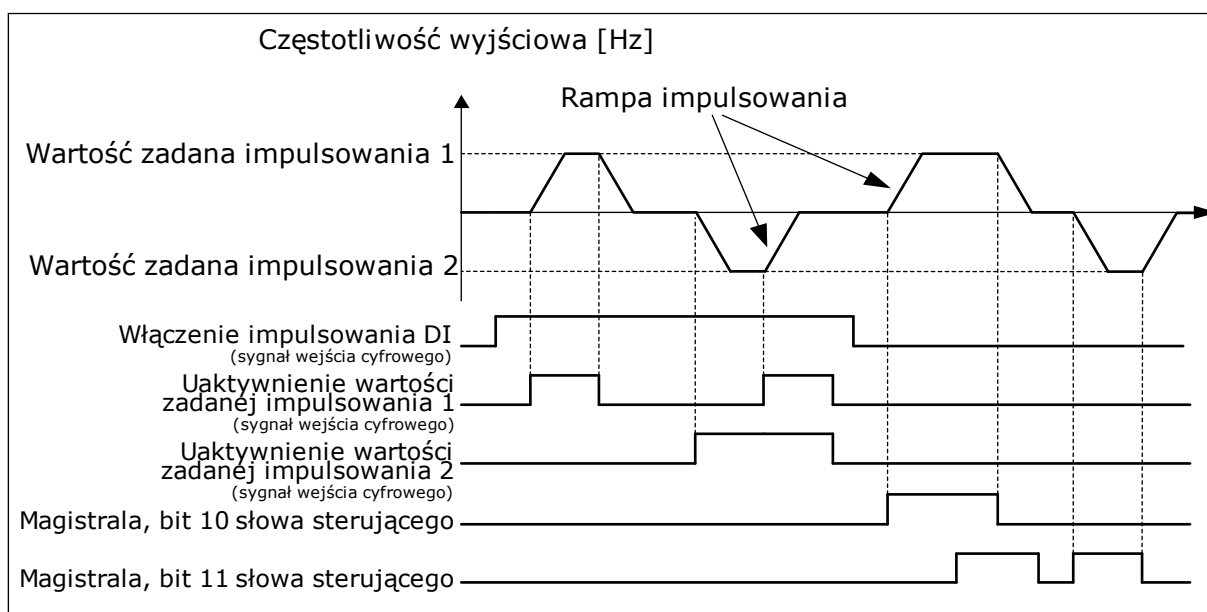 Częstotliwość wyjściowa [Hz]
Rampa impulsowania
Wartość zadana impulsowania 1
Wartość zadana impulsowania 2
Włączenie impulsowania DI
(sygnał wejścia cyfrowego)
Uaktywnienie wartości
zadanej impulsowania 1
(sygnał wejścia cyfrowego)
Uaktywnienie wartości
zadanej impulsowania 2
(sygnał wejścia cyfrowego)
Magistrala, bit 10 słowa sterującego
Magistrala, bit 11 słowa sterującego